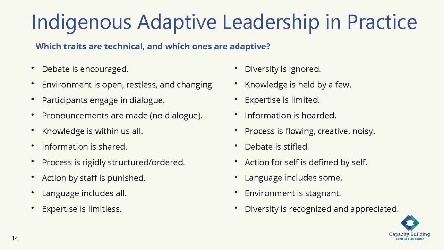 Indigenous Adaptive Leadership in Practice
Which traits are technical, and which ones are adaptive?
• Debate is encouraged.
• Environment is open, restless, and changing
• Participants engage in dialogue.
• Pronouncements are made (no dialogue).
• Knowledge is within us all.
• Information is shared.
• Process is rigidly structured/ordered.
• Action by staff is punished.
• Language includes all.
• Expertise is limitless.
• Diversity is ignored.
• Knowledge is held by a few.
• Expertise is limited.
• Information is hoarded.
• Process is flowing, creative, noisy.
• Debate is stifled.
• Action for self is defined by self.
• Language includes some.
• Environment is stagnant.
• Diversity is recognized and appreciated.
Capacity Building